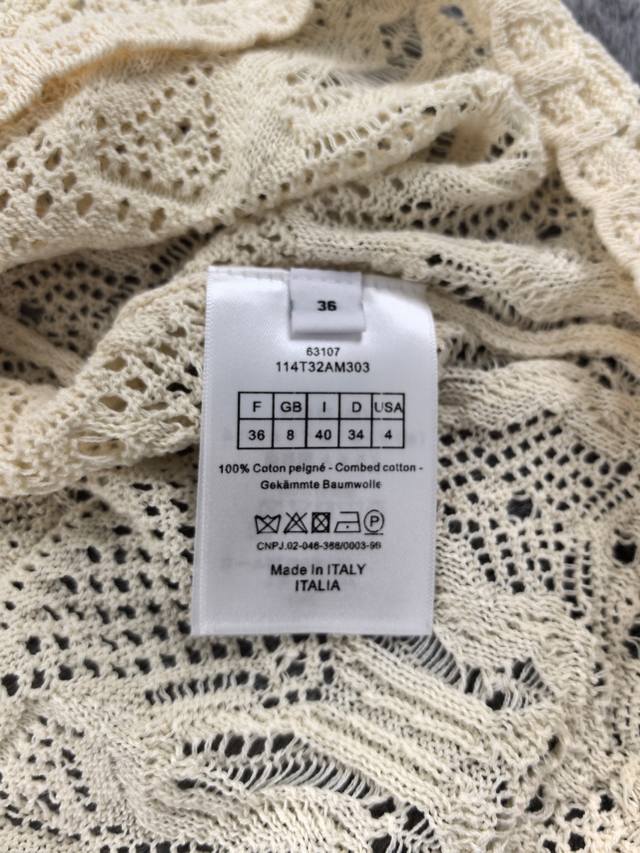 36
63107
114T32AM303
F GB I D USA
36 8 40 34 4
100% Coton peigné - Combed cotton -
Gekämmte Baumwolle
P
CNPJ.02-046-368/0003-96
Made In ITALY
ITALIA